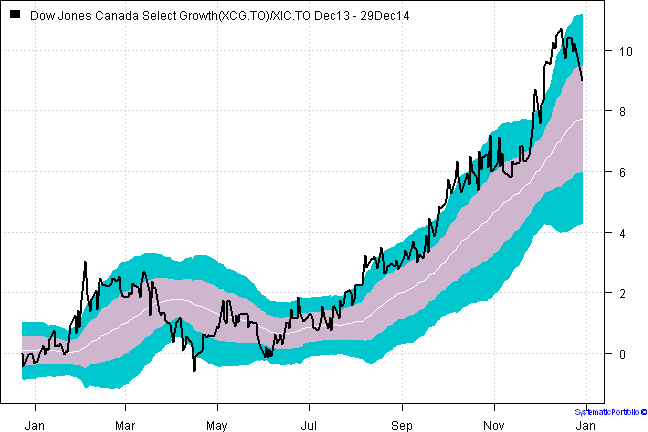 Dow Jones Canada Select Growth(XCG.TO)/XIC.TO Dec13 - 29Dec14
10
8
6
4
2
0
Jan Mar May Jul Sep Nov Jan
SystematicPortfolio ©